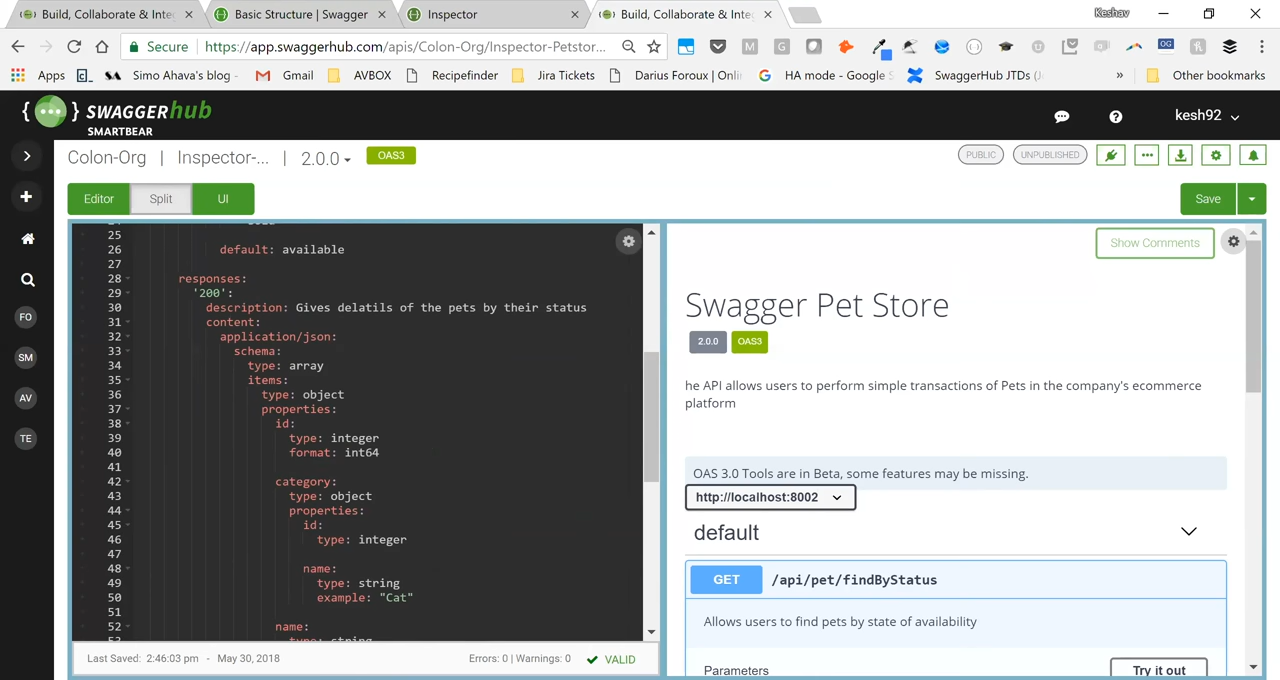 Build, Collaborate & Inte
Basic Structure | Swagger
Inspector
Build, Collaborate & Inte
Keshav
Secure
https://app.swaggerhub.com/apis/Colon-Org/Inspector-Petstor...
Apps
Simo Ahava's blog
Gmail
AVBOX
Recipefinder
Jira Tickets
Darius Foroux | Onli
HA mode - Google S
SwaggerHub JTDs (J
»
Other bookmarks
SWAGGERhub
SMARTBEAR
kesh92
Colon-Org | Inspector-... | 2.0.0
OAS3
PUBLIC
UNPUBLISHED
Editor
Split
UI
Save
FO
SM
AV
TE
25
26 default: available
27
28 responses:
29 '200':
30 description: Gives delatils of the pets by their status
31 content:
32 application/json:
33 schema:
34 type: array
35 items:
36 type: object
37 properties:
38 id:
39 type: integer
40 format: int64
41
42 category:
43 type: object
44 properties:
45 id:
46 type: integer
47
48 name:
49 type: string
50 example: "Cat"
51
52 name:
53 type: string
Last Saved: 2:46:03 pm - May 30, 2018
Errors: 0 | Warnings: 0
VALID
Show Comments
Swagger Pet Store
2.0.0
OAS3
he API allows users to perform simple transactions of Pets in the company's ecommerce
platform
OAS 3.0 Tools are in Beta, some features may be missing.
http://localhost:8002
default
GET /api/pet/findByStatus
Allows users to find pets by state of availability
Parameters
Try it out